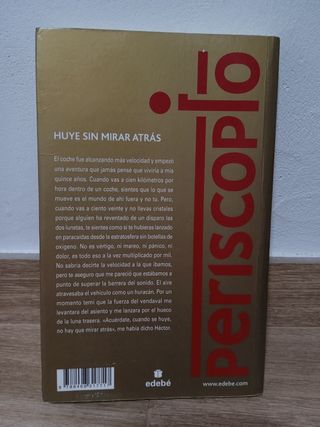 HUYE SIN MIRAR ATRÁS
El coche fue alcanzando más velocidad y empezó
una aventura que jamás pensé que viviría a mis
quince años. Cuando vas a cien kilómetros por
hora dentro de un coche, sientes que lo que se
mueve es el mundo de ahí fuera y no tú. Pero,
cuando vas a ciento veinte y no llevas cristales
porque alguien ha reventado de un disparo las
dos lunetas, te sientes como si te hubieras lanzado
en paracaídas desde la estratosfera sin botellas de
oxígeno. No es vértigo, ni mareo, ni pánico, ni
dolor, es todo eso a la vez multiplicado por mil.
No sabría decirte la velocidad a la que íbamos,
pero te aseguro que me pareció que estábamos a
punto de superar la barrera del sonido. El aire
atravesaba el vehículo como un huracán. Por un
momento temí que la fuerza del vendaval me
levantara del asiento y me lanzara por el hueco
de la luna trasera. «Acuérdate, cuando se huye,
no hay que mirar atrás», me había dicho Héctor.
periscopio
edebé
www.edebe.com